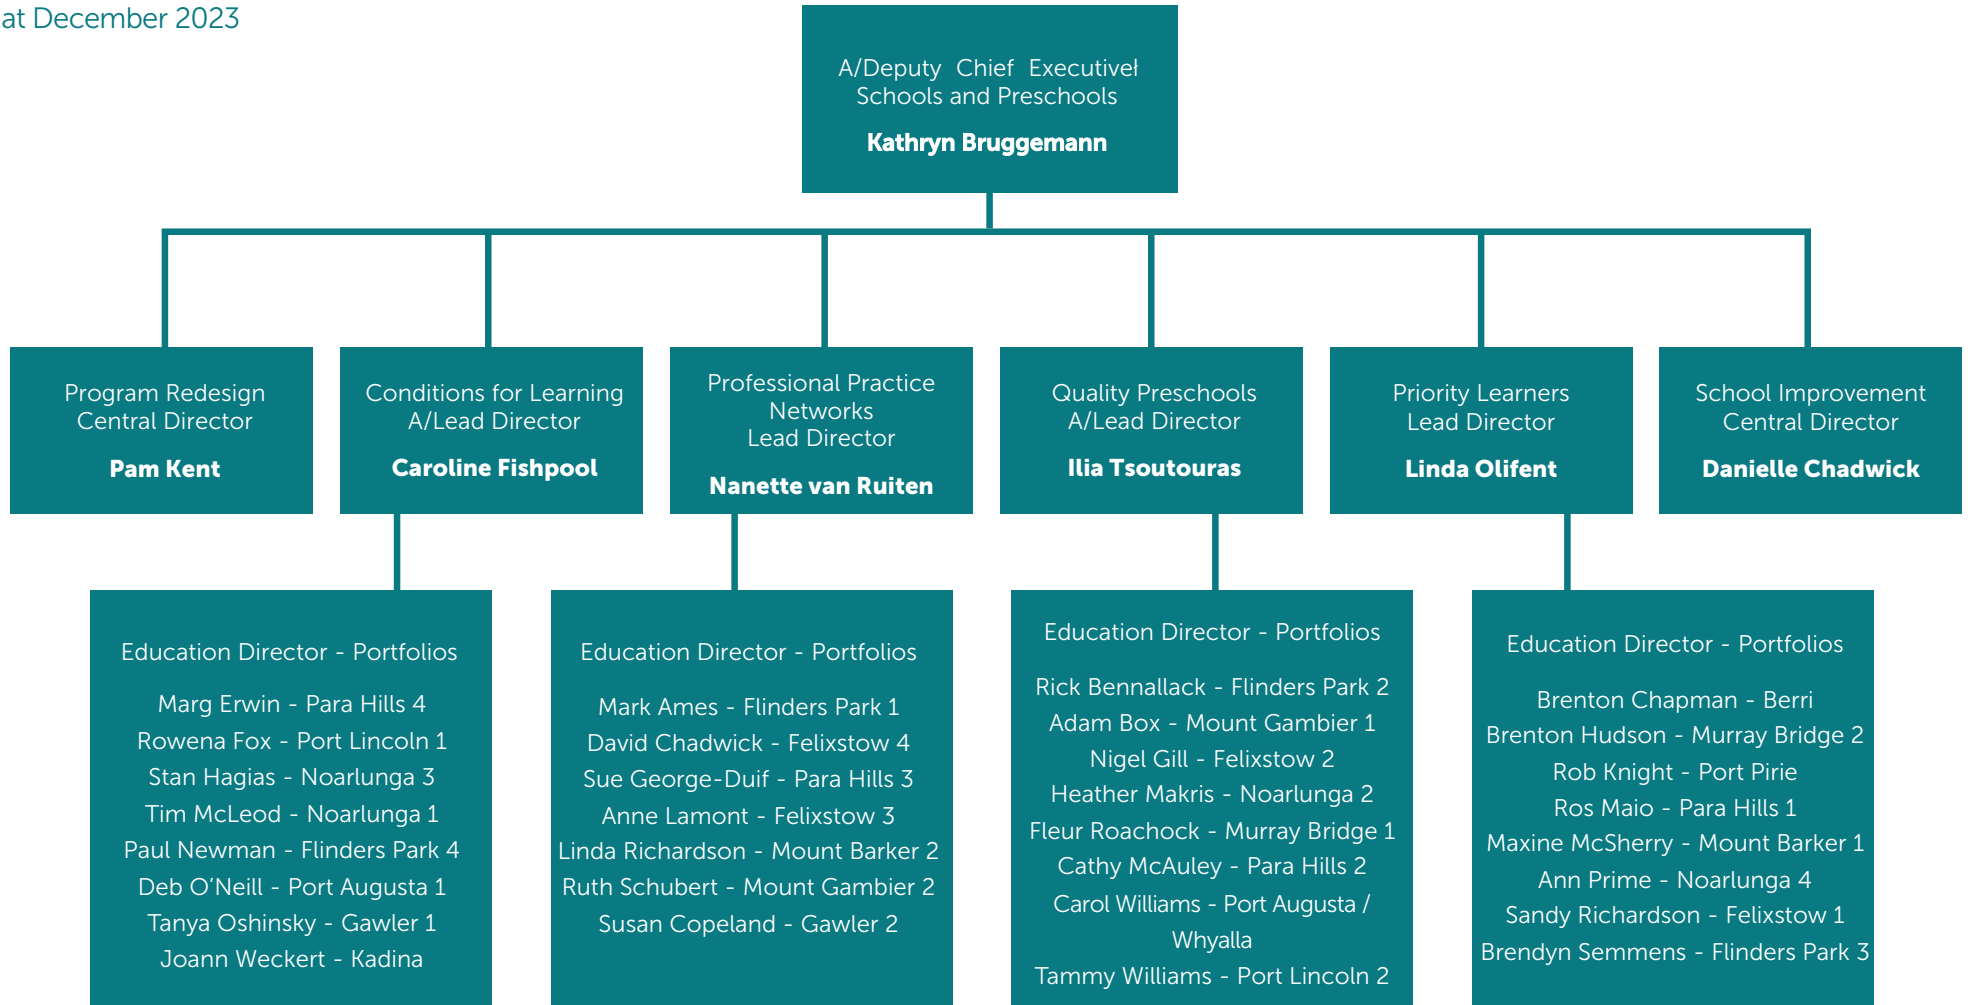 at December 2023
A/Deputy Chief Executiveł
Schools and Preschools
Kathryn Bruggemann
Program Redesign
Central Director
Pam Kent
Conditions for Learning
A/Lead Director
Caroline Fishpool
Professional Practice
Networks
Lead Director
Nanette van Ruiten
Quality Preschools
A/Lead Director
Ilia Tsoutouras
Priority Learners
Lead Director
Linda Olifent
School Improvement
Central Director
Danielle Chadwick
Education Director - Portfolios
Marg Erwin - Para Hills 4
Rowena Fox - Port Lincoln 1
Stan Hagias - Noarlunga 3
Tim McLeod - Noarlunga 1
Paul Newman - Flinders Park 4
Deb O’Neill - Port Augusta 1
Tanya Oshinsky - Gawler 1
Joann Weckert - Kadina
Education Director - Portfolios
Mark Ames - Flinders Park 1
David Chadwick - Felixstow 4
Sue George-Duif - Para Hills 3
Anne Lamont - Felixstow 3
Linda Richardson - Mount Barker 2
Ruth Schubert - Mount Gambier 2
Susan Copeland - Gawler 2
Education Director - Portfolios
Rick Bennallack - Flinders Park 2
Adam Box - Mount Gambier 1
Nigel Gill - Felixstow 2
Heather Makris - Noarlunga 2
Fleur Roachock - Murray Bridge 1
Cathy McAuley - Para Hills 2
Carol Williams - Port Augusta /
Whyalla
Tammy Williams - Port Lincoln 2
Education Director - Portfolios
Brenton Chapman - Berri
Brenton Hudson - Murray Bridge 2
Rob Knight - Port Pirie
Ros Maio - Para Hills 1
Maxine McSherry - Mount Barker 1
Ann Prime - Noarlunga 4
Sandy Richardson - Felixstow 1
Brendyn Semmens - Flinders Park 3